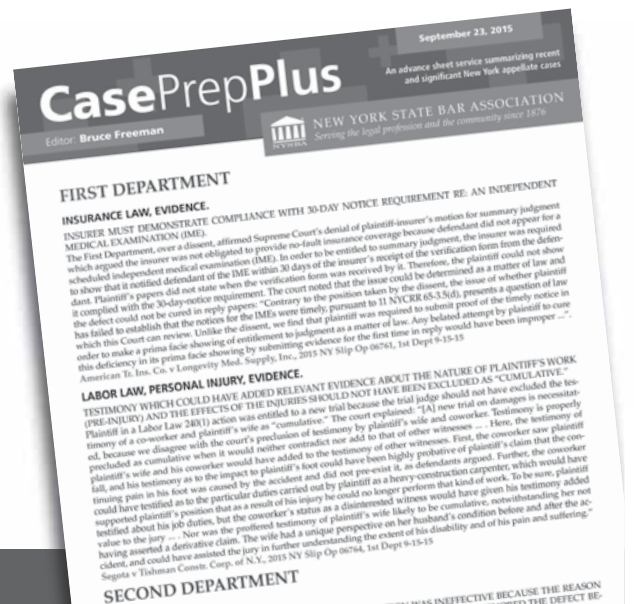 September 23, 2015
CasePrepPlus
An advance sheet service summarizing recent
and significant New York appellate cases
Editor: Bruce Freeman
NYSBA
NEW YORK STATE BAR ASSOCIATION
Serving the legal profession and the community since 1876
FIRST DEPARTMENT
INSURANCE LAW, EVIDENCE.
INSURER MUST DEMONSTRATE COMPLIANCE WITH 30-DAY NOTICE REQUIREMENT RE: AN INDEPENDENT
MEDICAL EXAMINATION (IME).
The First Department, over a dissent, affirmed Supreme Court's denial of plaintiff-insurer's motion for summary judgment
which argued the insurer was not obligated to provide no-fault insurance coverage because defendant did not appear for a
scheduled independent medical examination (IME). In order to be entitled to summary judgment, the insurer was required
to show that it notified defendant of the IME within 30 days of the insurer's receipt of the verification form from the defen-
dant. Plaintiff's papers did not state when the verification form was received by it. Therefore, the plaintiff could not show
it complied with the 30-day-notice requirement. The court noted that the issue could be determined as a matter of law and
the defect could not be cured in reply papers: "Contrary to the position taken by the dissent, the issue of whether plaintiff
has failed to establish that the notices for the IMEs were timely, pursuant to 11 NYCRR 65-3.5(d), presents a question of law
which this Court can review. Unlike the dissent, we find that plaintiff was required to submit proof of the timely notice in
order to make a prima facie showing of entitlement to judgment as a matter of law. Any belated attempt by plaintiff to cure
this deficiency in its prima facie showing by submitting evidence for the first time in reply would have been improper ...".
American Tr. Ins. Co. v Longevity Med. Supply, Inc., 2015 NY Slip Op 06761, 1st Dept 9-15-15
LABOR LAW, PERSONAL INJURY, EVIDENCE.
TESTIMONY WHICH COULD HAVE ADDED RELEVANT EVIDENCE ABOUT THE NATURE OF PLAINTIFF'S WORK
(PRE-INJURY) AND THE EFFECTS OF THE INJURIES SHOULD NOT HAVE BEEN EXCLUDED AS "CUMULATIVE."
Plaintiff in a Labor Law 240(1) action was entitled to a new trial because the trial judge should not have excluded the tes-
timony of a co-worker and plaintiff's wife as "cumulative." The court explained: "[A] new trial on damages is necessitat-
ed, because we disagree with the court's preclusion of testimony by plaintiff's wife and coworker. Testimony is properly
precluded as cumulative when it would neither contradict nor add to that of other witnesses ... . Here, the testimony of
plaintiff's wife and his coworker would have added to the testimony of other witnesses. First, the coworker saw plaintiff
fall, and his testimony as to the impact to plaintiff's foot could have been highly probative of plaintiff's claim that the con-
tinuing pain in his foot was caused by the accident and did not pre-exist it, as defendants argued. Further, the coworker
could have testified as to the particular duties carried out by plaintiff as a heavy-construction carpenter, which would have
supported plaintiff's position that as a result of his injury he could no longer perform that kind of work. To be sure, plaintiff
testified about his job duties, but the coworker's status as a disinterested witness would have given his testimony added
value to the jury ... . Nor was the proffered testimony of plaintiff's wife likely to be cumulative, notwithstanding her not
having asserted a derivative claim. The wife had a unique perspective on her husband's condition before and after the ac-
cident, and could have assisted the jury in further understanding the extent of his disability and of his pain and suffering."
Segota v Tishman Constr. Corp. of N.Y., 2015 NY Slip Op 06764, 1st Dept 9-15-15
SECOND DEPARTMENT
WAS INEFFECTIVE BECAUSE THE REASON
THE DEFECT BE-